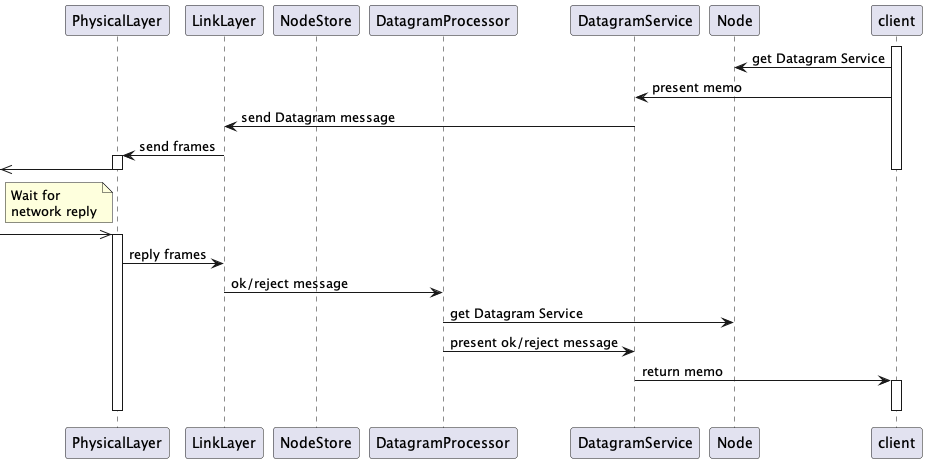 PhysicalLayer LinkLayer NodeStore DatagramProcessor DatagramService Node client
get Datagram Service
present memo
send Datagram message
send frames
Wait for
network reply
reply frames
ok/reject message
get Datagram Service
present ok/reject message
return memo
PhysicalLayer LinkLayer NodeStore DatagramProcessor DatagramService Node client